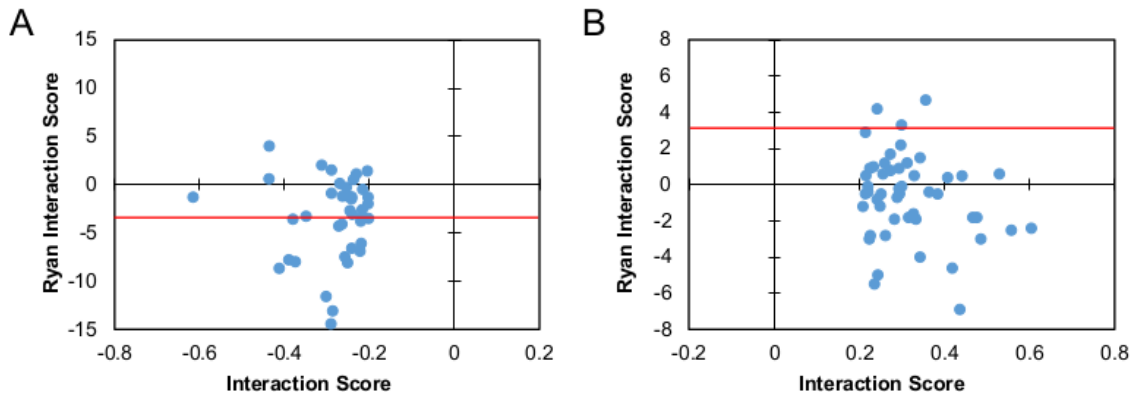 A
Ryan Interaction Score
15
10
5
0
-5
-10
-15
-0.8 -0.6 -0.4 -0.2 0 0.2
Interaction Score
B
Ryan Interaction Score
8
6
4
2
0
-2
-4
-6
-8
-0.2 0 0.2 0.4 0.6 0.8
Interaction Score